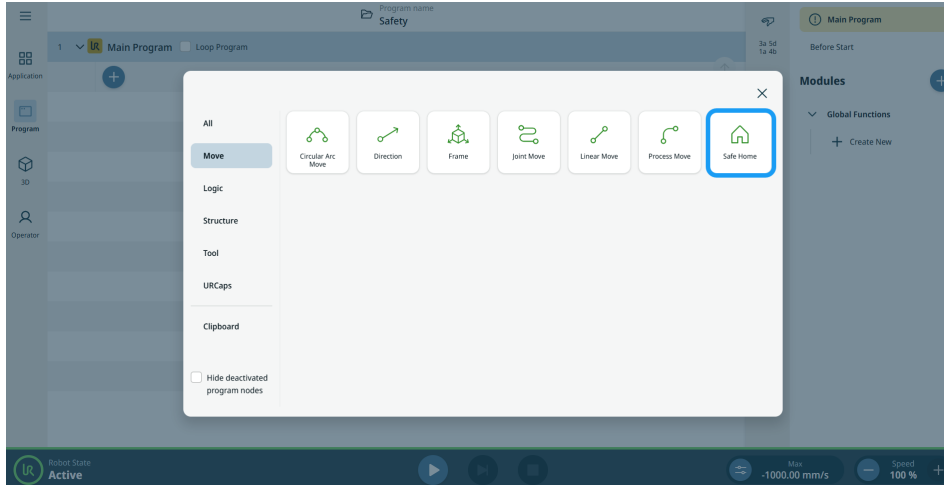 Program name
Safety
3a 5d
1a 4b
Main Program
1 UR Main Program Loop Program
Before Start
Application
Modules
Program
Global Functions
Create New
3D
Operator
All
Move
Logic
Structure
Tool
URCaps
Clipboard
Hide deactivated
program nodes
Circular Arc
Move
Direction
Frame
Joint Move
Linear Move
Process Move
Safe Home
UR
Robot State
Active
Max
-1000.00 mm/s
Speed
100 %